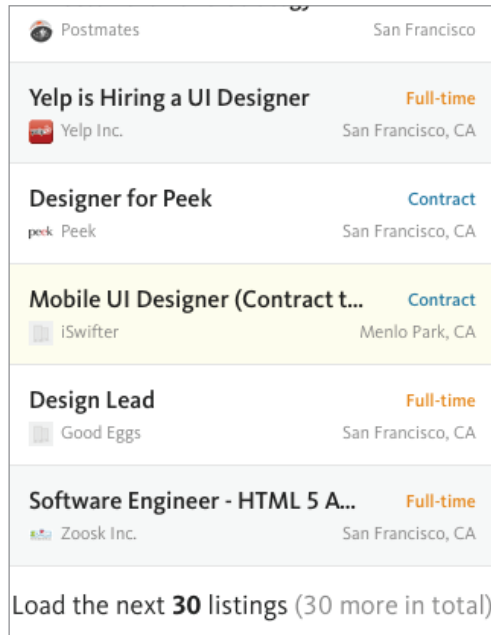 Postmates San Francisco
Yelp is Hiring a UI Designer Full-time
Yelp Inc. San Francisco, CA
Designer for Peek Contract
peek Peek San Francisco, CA
Mobile UI Designer (Contract t... Contract
iSwifter Menlo Park, CA
Design Lead Full-time
Good Eggs San Francisco, CA
Software Engineer - HTML 5 A... Full-time
Zoosk Inc. San Francisco, CA
Load the next 30 listings (30 more in total)